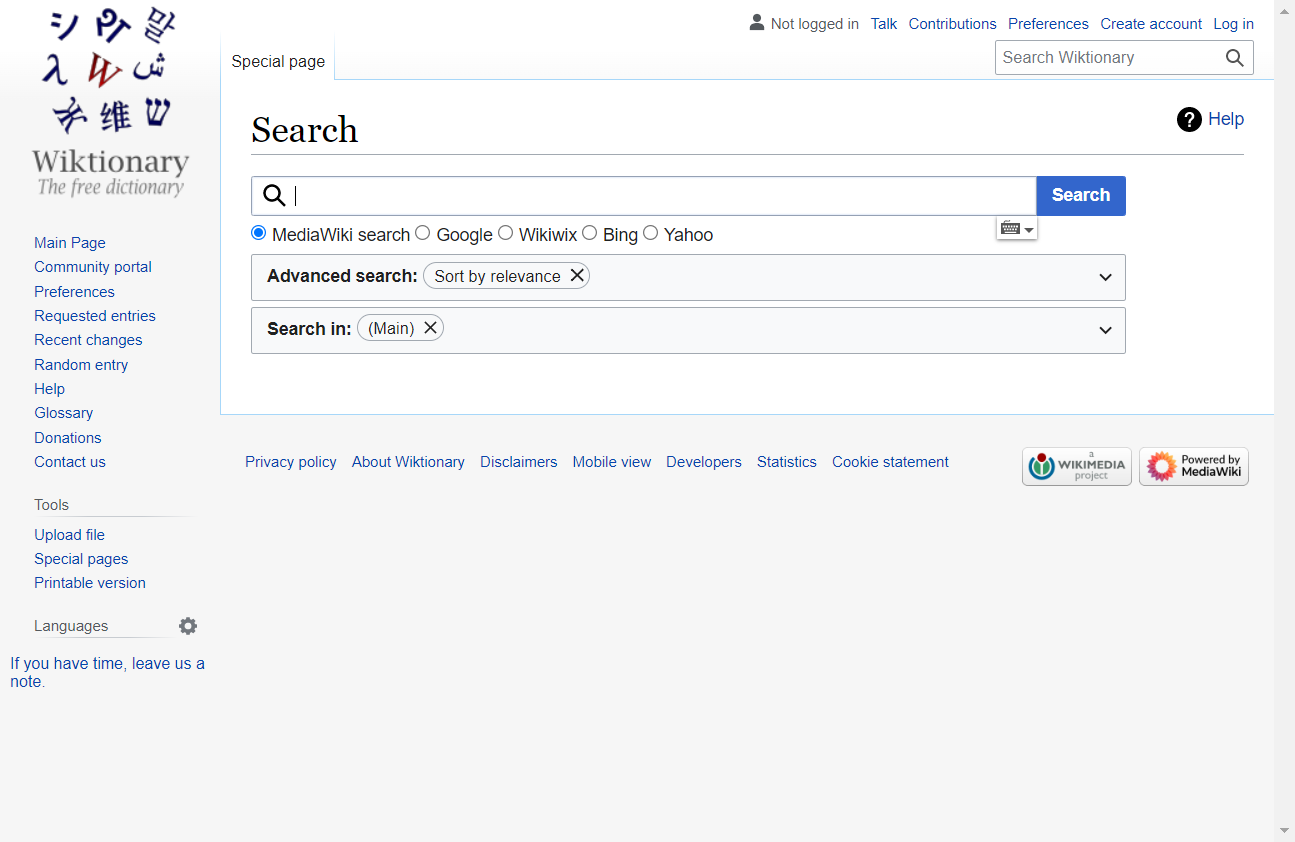 シ РҦ 말
λ W ش
维 ש
Wiktionary
The free dictionary
Not logged in Talk Contributions Preferences Create account Log in
Special page
Search Wiktionary
Search
? Help
Search
MediaWiki search Google Wikiwix Bing Yahoo
Advanced search: Sort by relevance
Search in: (Main)
Main Page
Community portal
Preferences
Requested entries
Recent changes
Random entry
Help
Glossary
Donations
Contact us
Tools
Upload file
Special pages
Printable version
Languages
If you have time, leave us a
note.
Privacy policy About Wiktionary Disclaimers Mobile view Developers Statistics Cookie statement
a
WIKIMEDIA
project
Powered by
MediaWiki